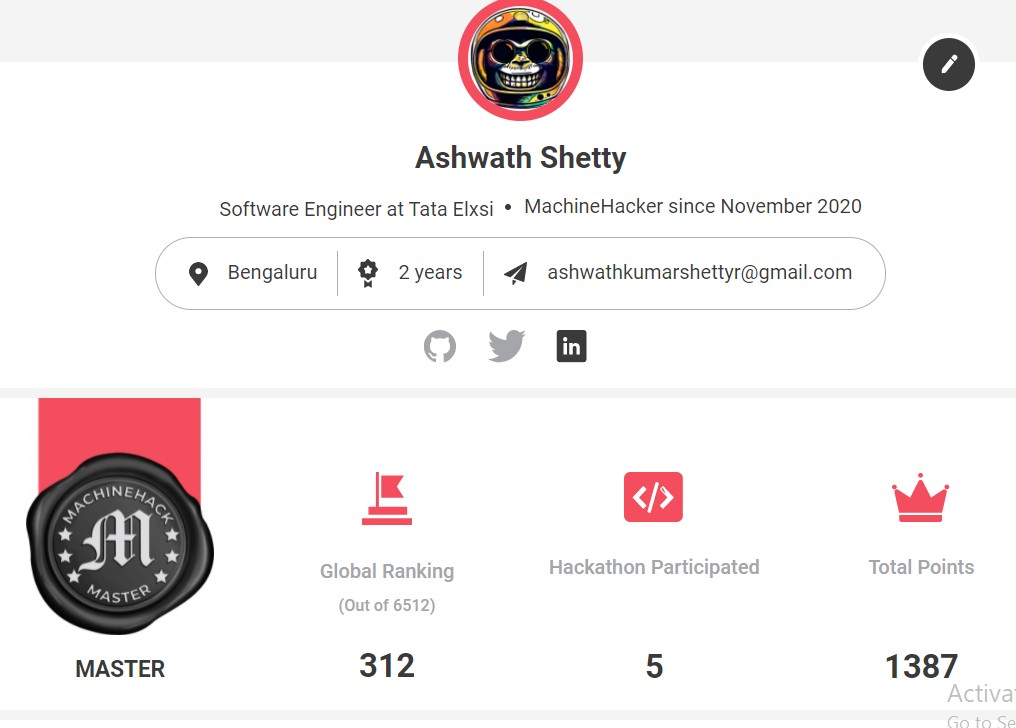 Ashwath Shetty
Software Engineer at Tata Elxsi • MachineHacker since November 2020
Bengaluru 2 years ashwathkumarshettyr@gmail.com
in
MACHINEHACK
M
MASTER
MASTER
Global Ranking
(Out of 6512)
312
Hackathon Participated
5
Total Points
1387
Activat
Go to Se